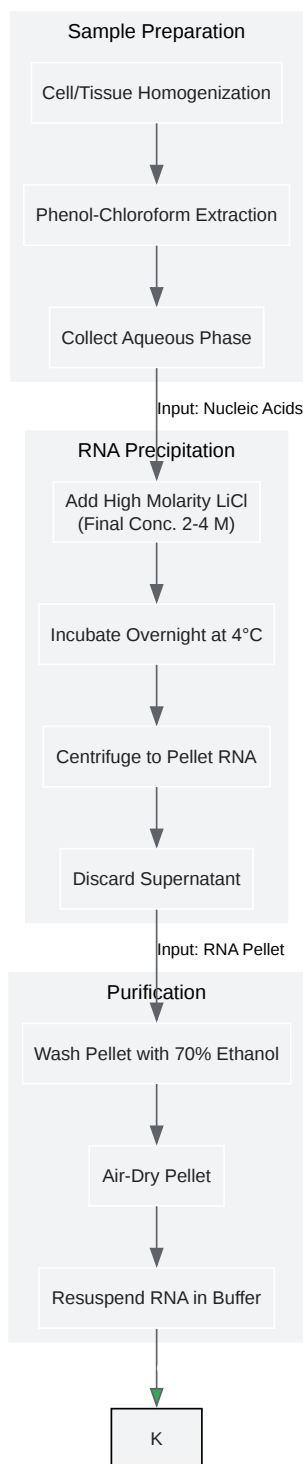 Sample Preparation
Cell/Tissue Homogenization
Phenol-Chloroform Extraction
Collect Aqueous Phase
Input: Nucleic Acids
RNA Precipitation
Add High Molarity LiCl
(Final Conc. 2-4 M)
Incubate Overnight at 4°C
Centrifuge to Pellet RNA
Discard Supernatant
Input: RNA Pellet
Purification
Wash Pellet with 70% Ethanol
Air-Dry Pellet
Resuspend RNA in Buffer
K